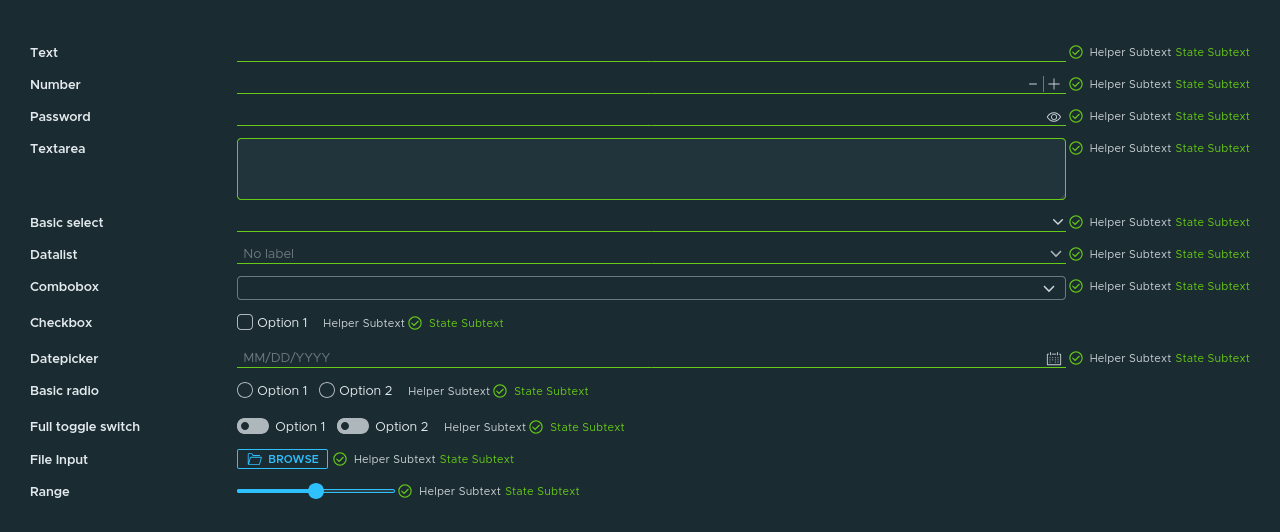 Text Helper Subtext State Subtext
Number Helper Subtext State Subtext
Password Helper Subtext State Subtext
Textarea Helper Subtext State Subtext
Basic select Helper Subtext State Subtext
Datalist No label Helper Subtext State Subtext
Combobox Helper Subtext State Subtext
Checkbox Option 1 Helper Subtext State Subtext
Datepicker MM/DD/YYYY Helper Subtext State Subtext
Basic radio Option 1 Option 2 Helper Subtext State Subtext
Full toggle switch Option 1 Option 2 Helper Subtext State Subtext
File Input BROWSE Helper Subtext State Subtext
Range Helper Subtext State Subtext